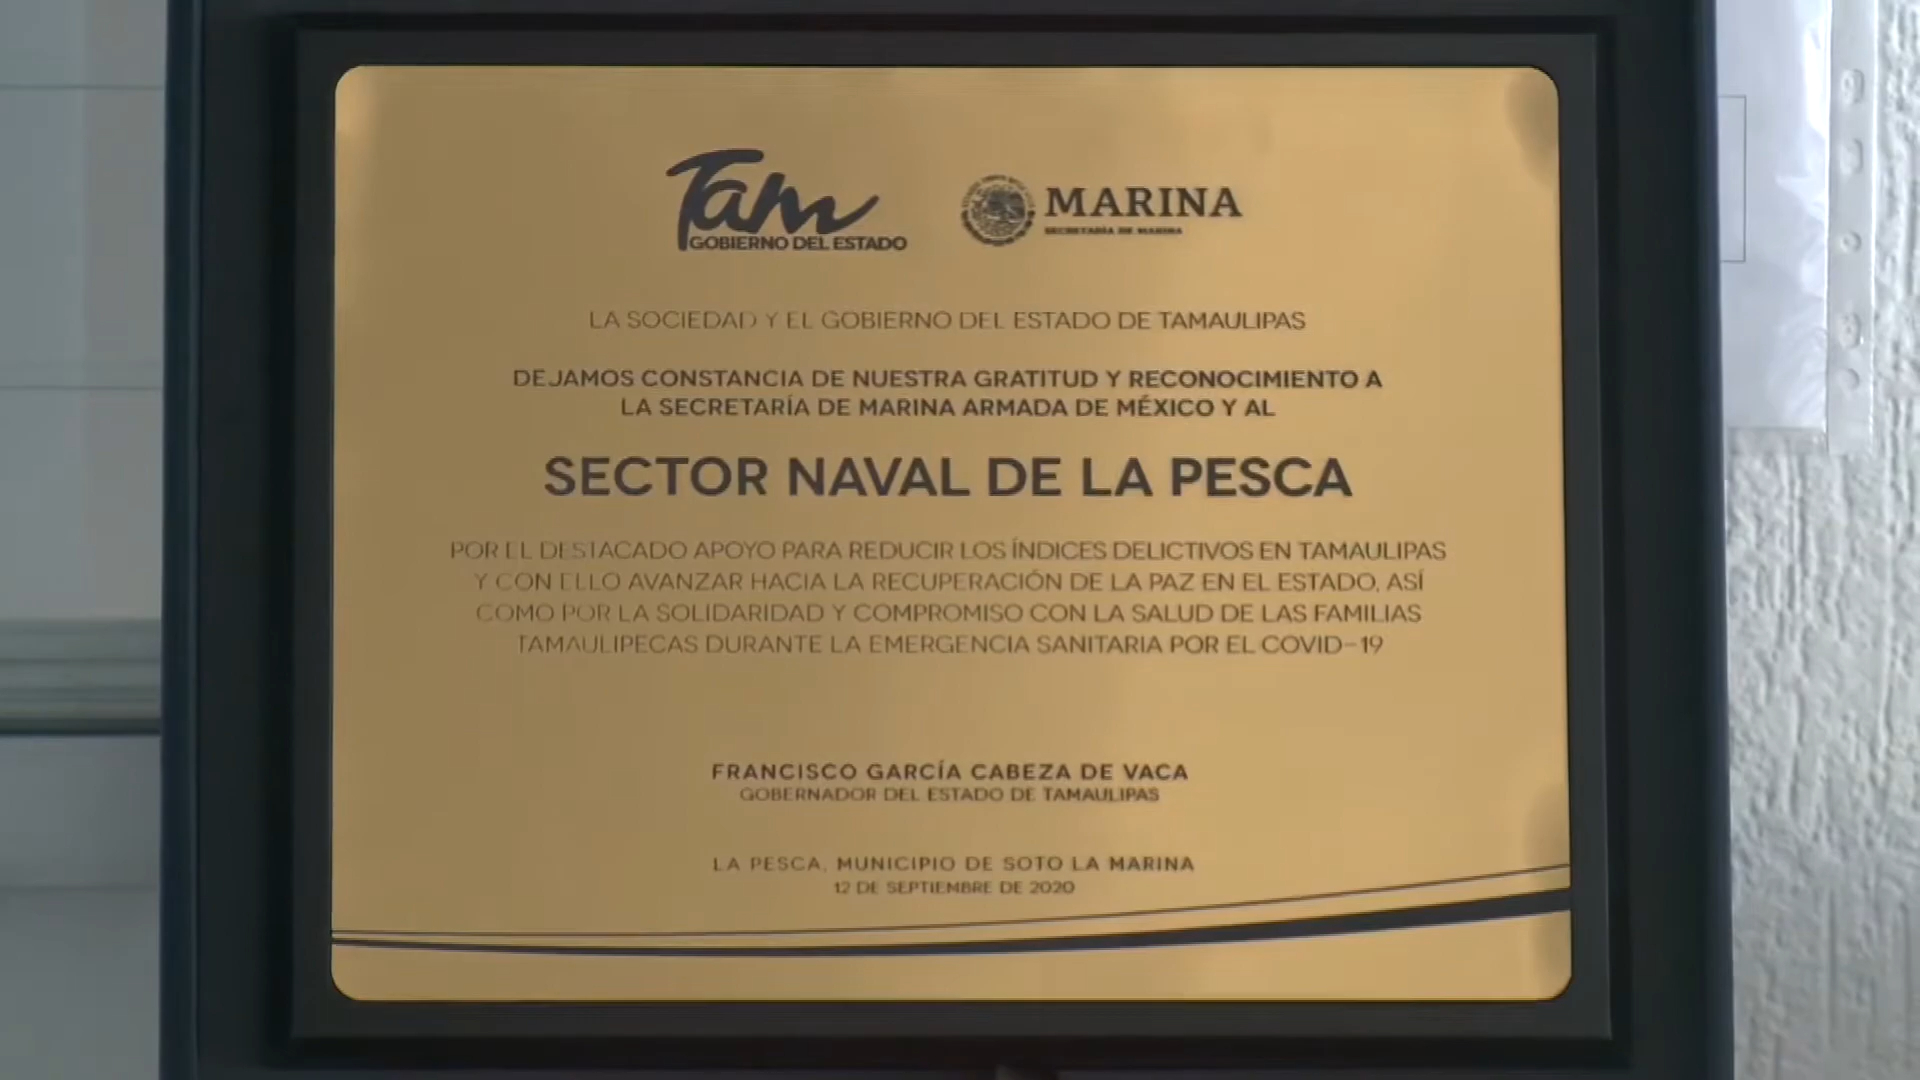 Tam
GOBIERNO DEL ESTADO
MARINA
SECRETARÍA DE MARINA
LA SOCIEDAD Y EL GOBIERNO DEL ESTADO DE TAMAULIPAS
DEJAMOS CONSTANCIA DE NUESTRA GRATITUD Y RECONOCIMIENTO A
LA SECRETARÍA DE MARINA ARMADA DE MÉXICO Y AL
SECTOR NAVAL DE LA PESCA
POR EL DESTACADO APOYO PARA REDUCIR LOS ÍNDICES DELICTIVOS EN TAMAULIPAS
Y CON ELLO AVANZAR HACIA LA RECUPERACIÓN DE LA PAZ EN EL ESTADO, ASÍ
COMO POR LA SOLIDARIDAD Y COMPROMISO CON LA SALUD DE LAS FAMILIAS
TAMAULIPECAS DURANTE LA EMERGENCIA SANITARIA POR EL COVID-19
FRANCISCO GARCÍA CABEZA DE VACA
GOBERNADOR DEL ESTADO DE TAMAULIPAS
LA PESCA, MUNICIPIO DE SOTO LA MARINA
12 DE SEPTIEMBRE DE 2020